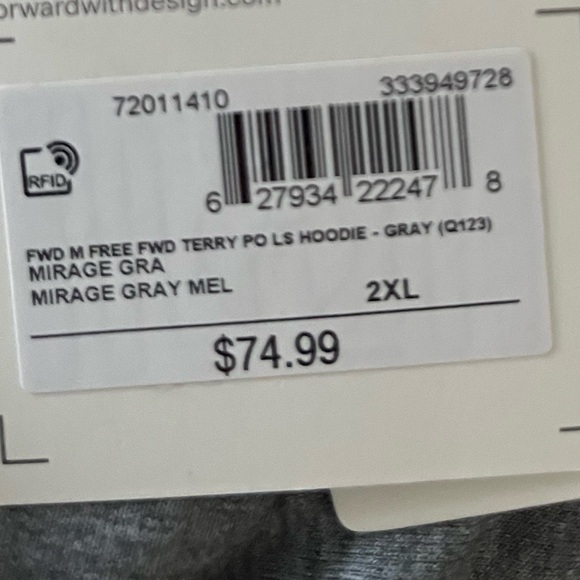 orwardwithdesign.com
72011410
333949728
RFID
6 27934 22247 8
FWD M FREE FWD TERRY PO LS HOODIE - GRAY (Q123)
MIRAGE GRA
MIRAGE GRAY MEL
2XL
$74.99